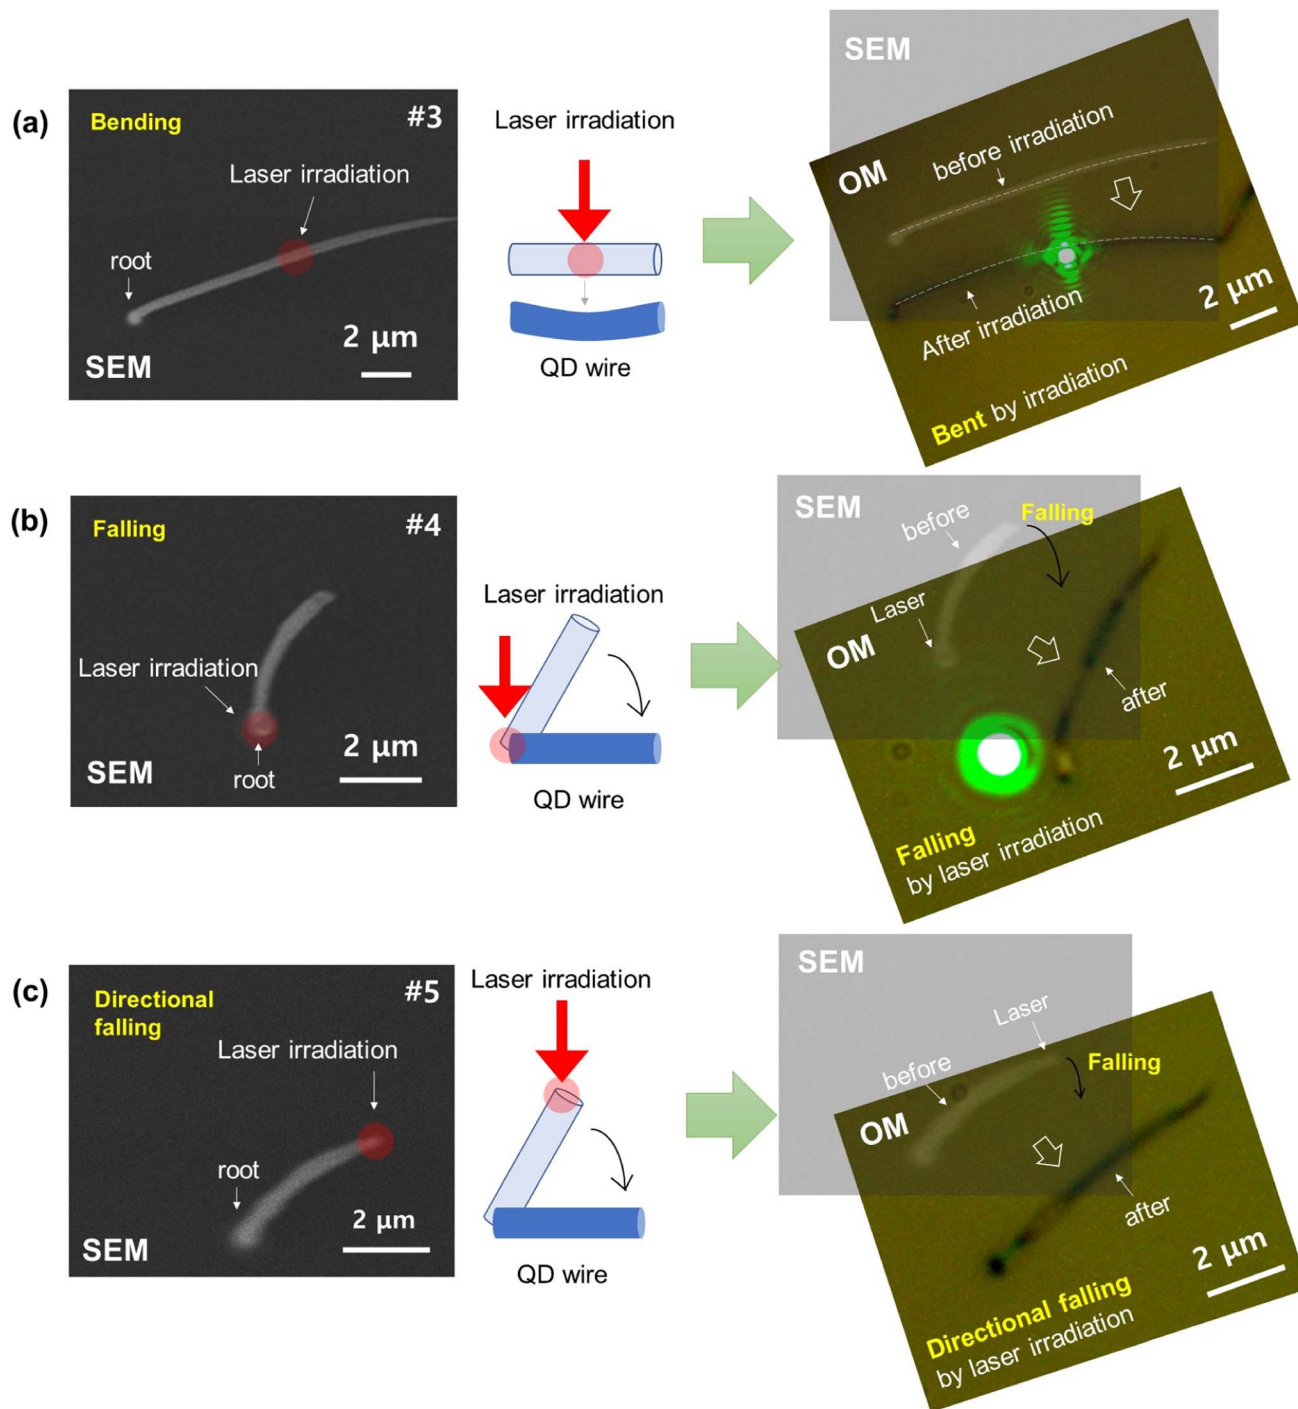 (a)
Bending
#3
Laser irradiation
root
2 μm
SEM
Laser irradiation
QD wire
SEM
OM
before irradiation
After irradiation
2 μm
Bent by irradiation
(b)
Falling
#4
Laser irradiation
root
2 μm
SEM
Laser irradiation
QD wire
SEM
before
Falling
Laser
OM
after
2 μm
Falling
by laser irradiation
(c)
Directional
falling
#5
Laser irradiation
root
2 μm
SEM
Laser irradiation
QD wire
SEM
Laser
before
Falling
OM
after
2 μm
Directional falling
by laser irradiation